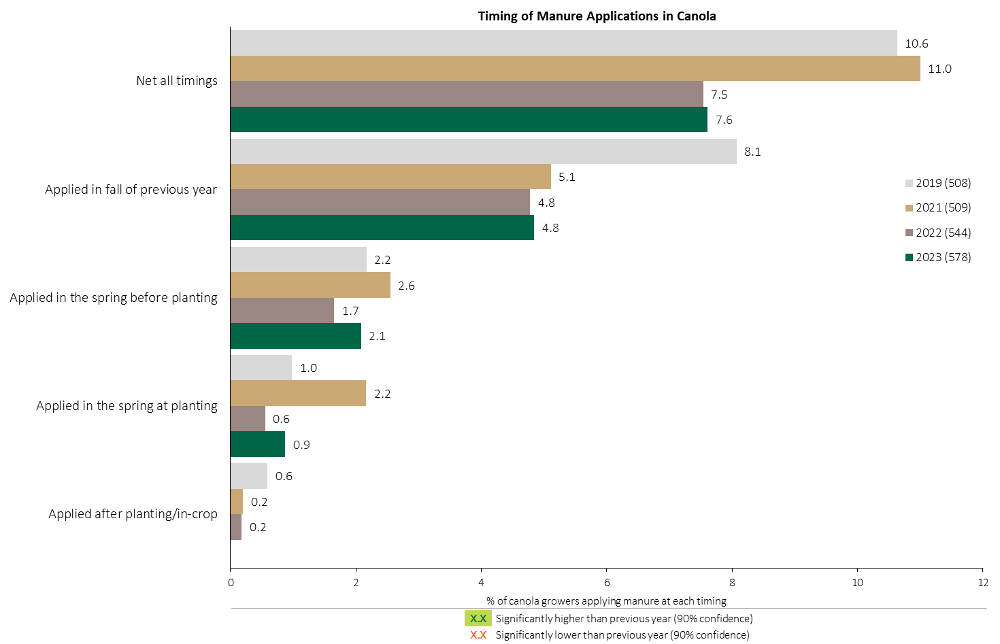 Timing of Manure Applications in Canola
Net all timings
10.6
11.0
7.5
7.6
Applied in fall of previous year
8.1
5.1
4.8
4.8
Applied in the spring before planting
2.2
2.6
1.7
2.1
Applied in the spring at planting
1.0
2.2
0.6
0.9
Applied after planting/in-crop
0.6
0.2
0.2
2019 (508)
2021 (509)
2022 (544)
2023 (578)
0 2 4 6 8 10 12
% of canola growers applying manure at each timing
X.X Significantly higher than previous year (90% confidence)
X.X Significantly lower than previous year (90% confidence)